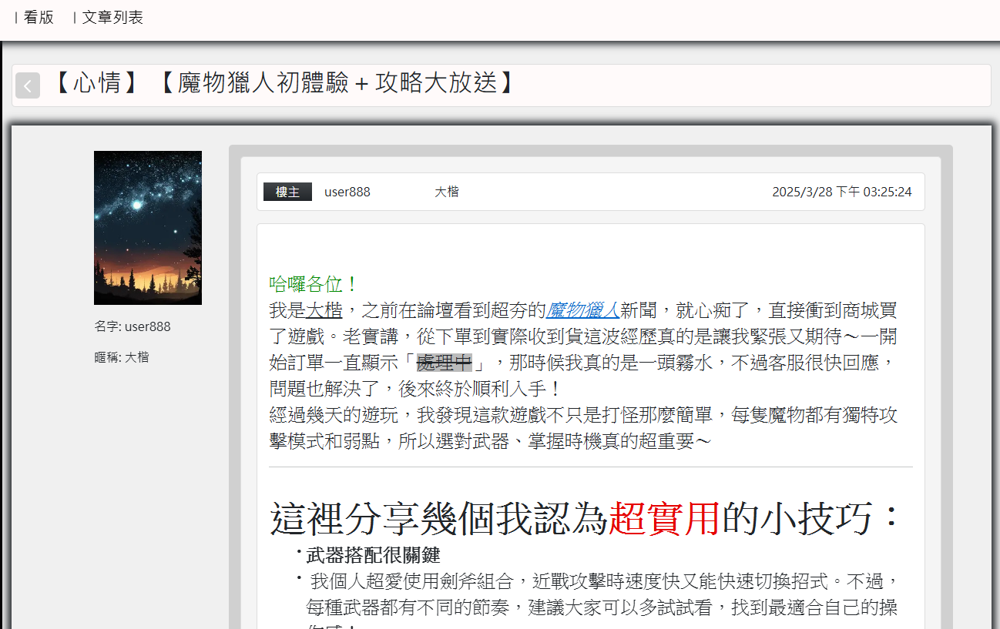 | 看版 | 文章列表
【心情】【魔物獵人初體驗+攻略大放送】
樓主 user888 大楷 2025/3/28 下午 03:25:24
名字: user888
暱稱: 大楷
哈囉各位！
我是大楷，之前在論壇看到超夯的魔物獵人新聞，就心痴了，直接衝到商城買
了遊戲。老實講，從下單到實際收到貨這波經歷真的是讓我緊張又期待～一開
始訂單一直顯示「處理中」，那時候我真的是一頭霧水，不過客服很快回應，
問題也解決了，後來終於順利入手！
經過幾天的遊玩，我發現這款遊戲不只是打怪那麼簡單，每隻魔物都有獨特攻
擊模式和弱點，所以選對武器、掌握時機真的超重要～
這裡分享幾個我認為超實用的小技巧：
• 武器搭配很關鍵
• 我個人超愛使用劍斧組合，近戰攻擊時速度快又能快速切換招式。不過，
每種武器都有不同的節奏，建議大家可以多試試看，找到最適合自己的操